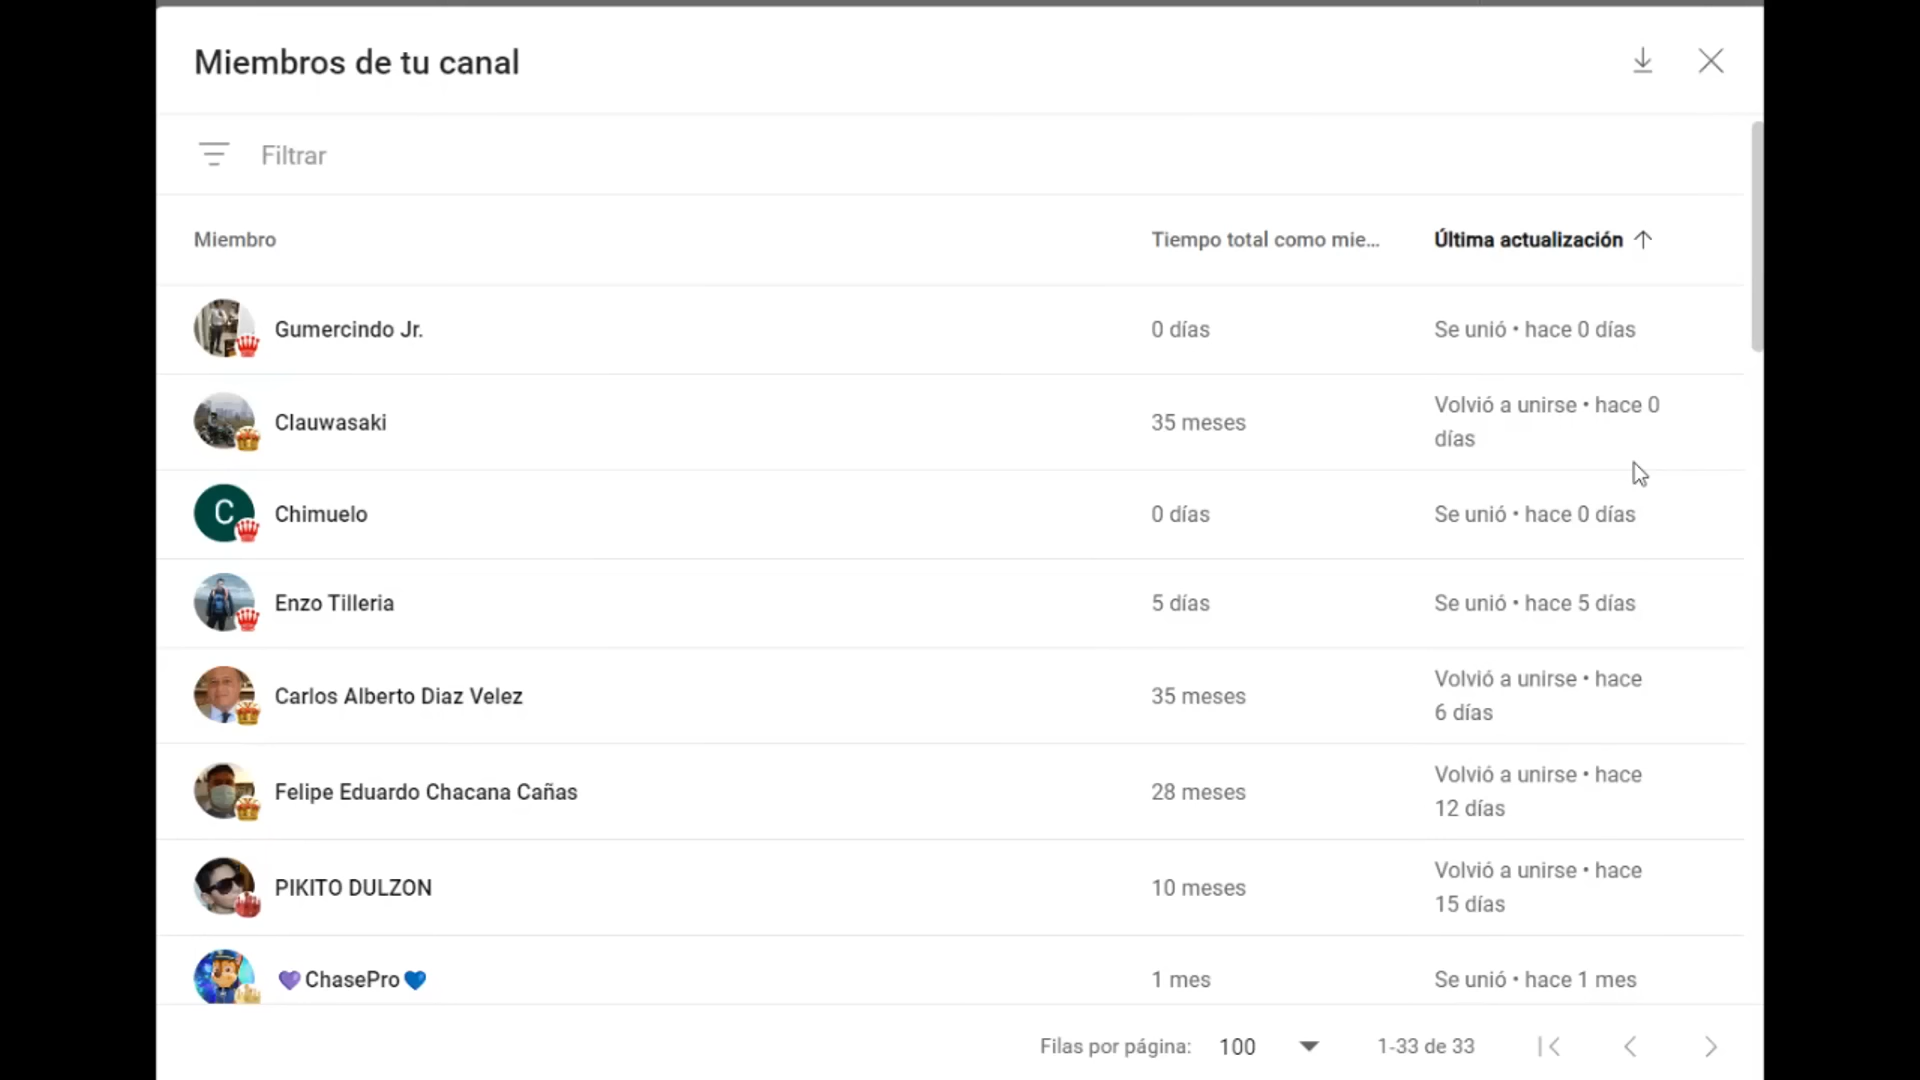 Miembros de tu canal
Filtrar
Miembro Tiempo total como mie... Última actualización
Gumercindo Jr. 0 días Se unió • hace 0 días
Clauwasaki 35 meses Volvió a unirse • hace 0
días
C Chimuelo 0 días Se unió • hace 0 días
Enzo Tilleria 5 días Se unió • hace 5 días
Carlos Alberto Diaz Velez 35 meses Volvió a unirse • hace
6 días
Felipe Eduardo Chacana Cañas 28 meses Volvió a unirse • hace
12 días
PIKITO DULZON 10 meses Volvió a unirse • hace
15 días
💜ChasePro💙 1 mes Se unió • hace 1 mes
Filas por página: 100 1-33 de 33